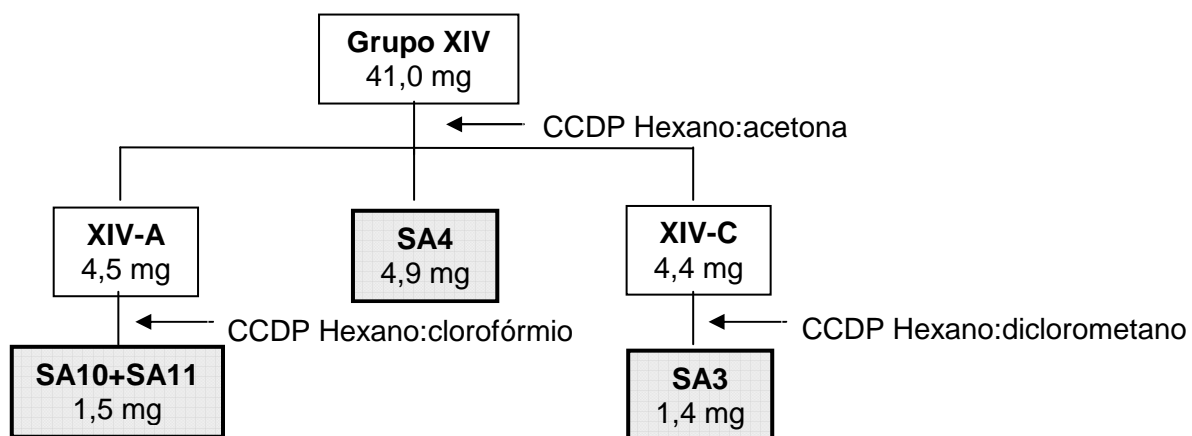 Grupo XIV
41,0 mg
CCDP Hexano:acetona
XIV-A
4,5 mg
SA4
4,9 mg
XIV-C
4,4 mg
CCDP Hexano:clorofórmio
CCDP Hexano:diclorometano
SA10+SA11
1,5 mg
SA3
1,4 mg